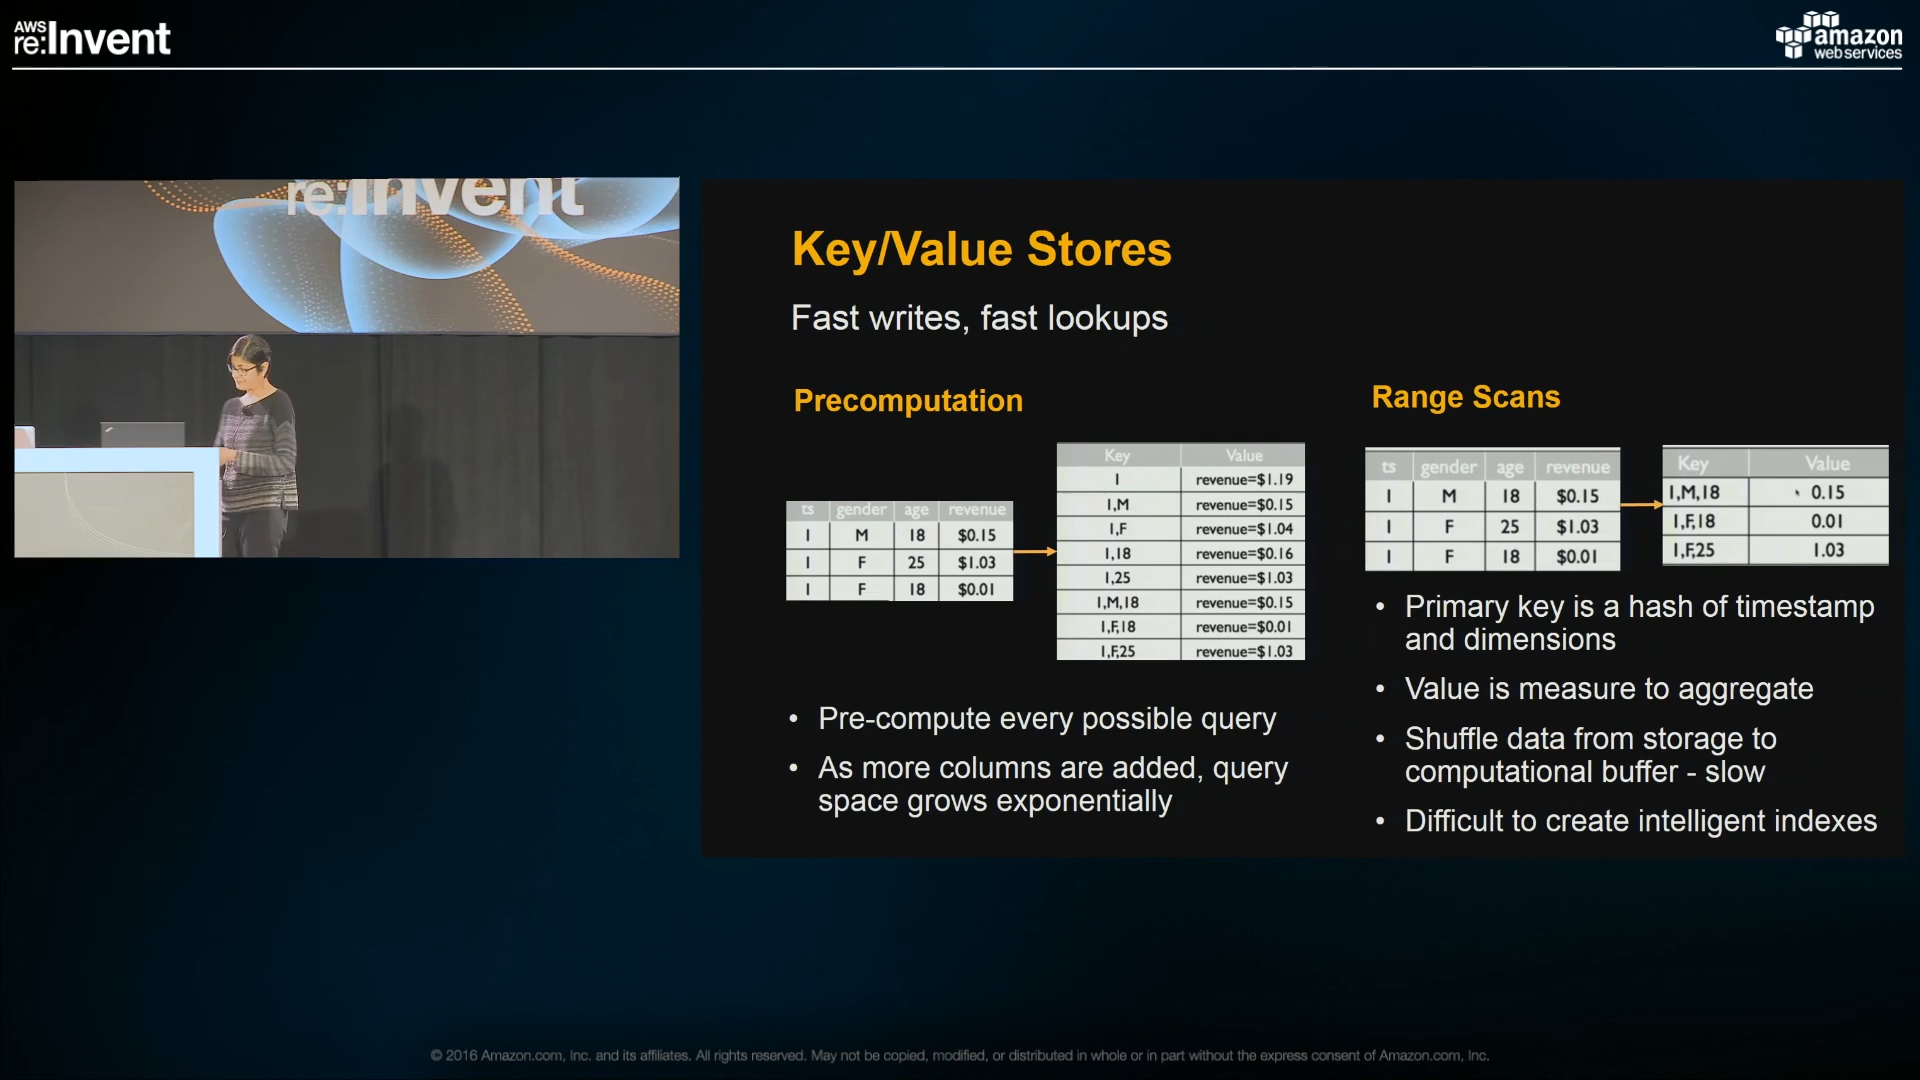 AWS
re:Invent
amazon
web services
re:Invent
Key/Value Stores
Fast writes, fast lookups
Precomputation
ts gender age revenue
1 M 18 $0.15
1 F 25 $1.03
1 F 18 $0.01
Key Value
1 revenue=$1.19
1,M revenue=$0.15
1,F revenue=$1.04
1,18 revenue=$0.16
1,25 revenue=$1.03
1,M,18 revenue=$0.15
1,F,18 revenue=$0.01
1,F,25 revenue=$1.03
• Pre-compute every possible query
• As more columns are added, query
space grows exponentially
Range Scans
ts gender age revenue
1 M 18 $0.15
1 F 25 $1.03
1 F 18 $0.01
Key Value
1,M,18 0.15
1,F,18 0.01
1,F,25 1.03
• Primary key is a hash of timestamp
and dimensions
• Value is measure to aggregate
• Shuffle data from storage to
computational buffer - slow
• Difficult to create intelligent indexes
© 2016 Amazon.com, Inc. and its affiliates. All rights reserved. May not be copied, modified, or distributed in whole or in part without the express consent of Amazon.com, Inc.